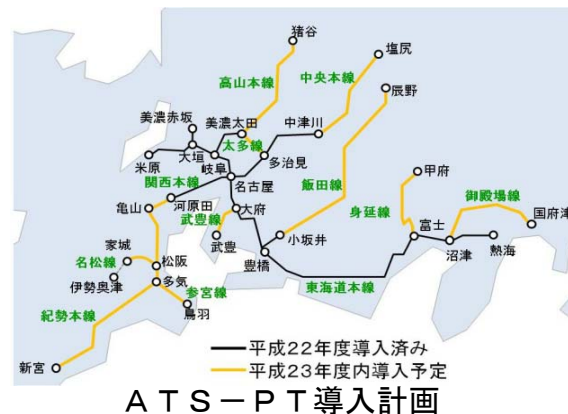 猪谷
塩尻
高山本線
中央本線
辰野
美濃赤坂
美濃太田
中津川
太多線
大垣
岐阜
多治見
米原
名古屋
飯田線
甲府
関西本線
御殿場線
亀山
河原田
武豊線
大府
身延線
富士
国府津
家城
武豊
小坂井
沼津
熱海
名松線
松阪
豊橋
伊勢奥津
多気
参宮線
東海道本線
紀勢本線
鳥羽
新宮
平成22年度導入済み
平成23年度内導入予定
ATS-PT導入計画